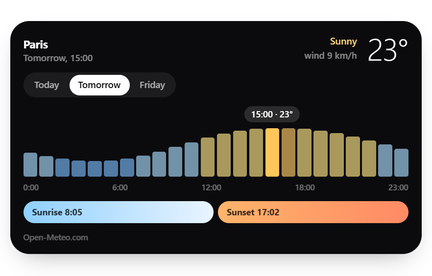 Paris
Sunny
23°
Tomorrow, 15:00
wind 9 km/h
Today Tomorrow Friday
15:00 · 23°
0:00 6:00 12:00 18:00 23:00
Sunrise 8:05 Sunset 17:02
Open-Meteo.com